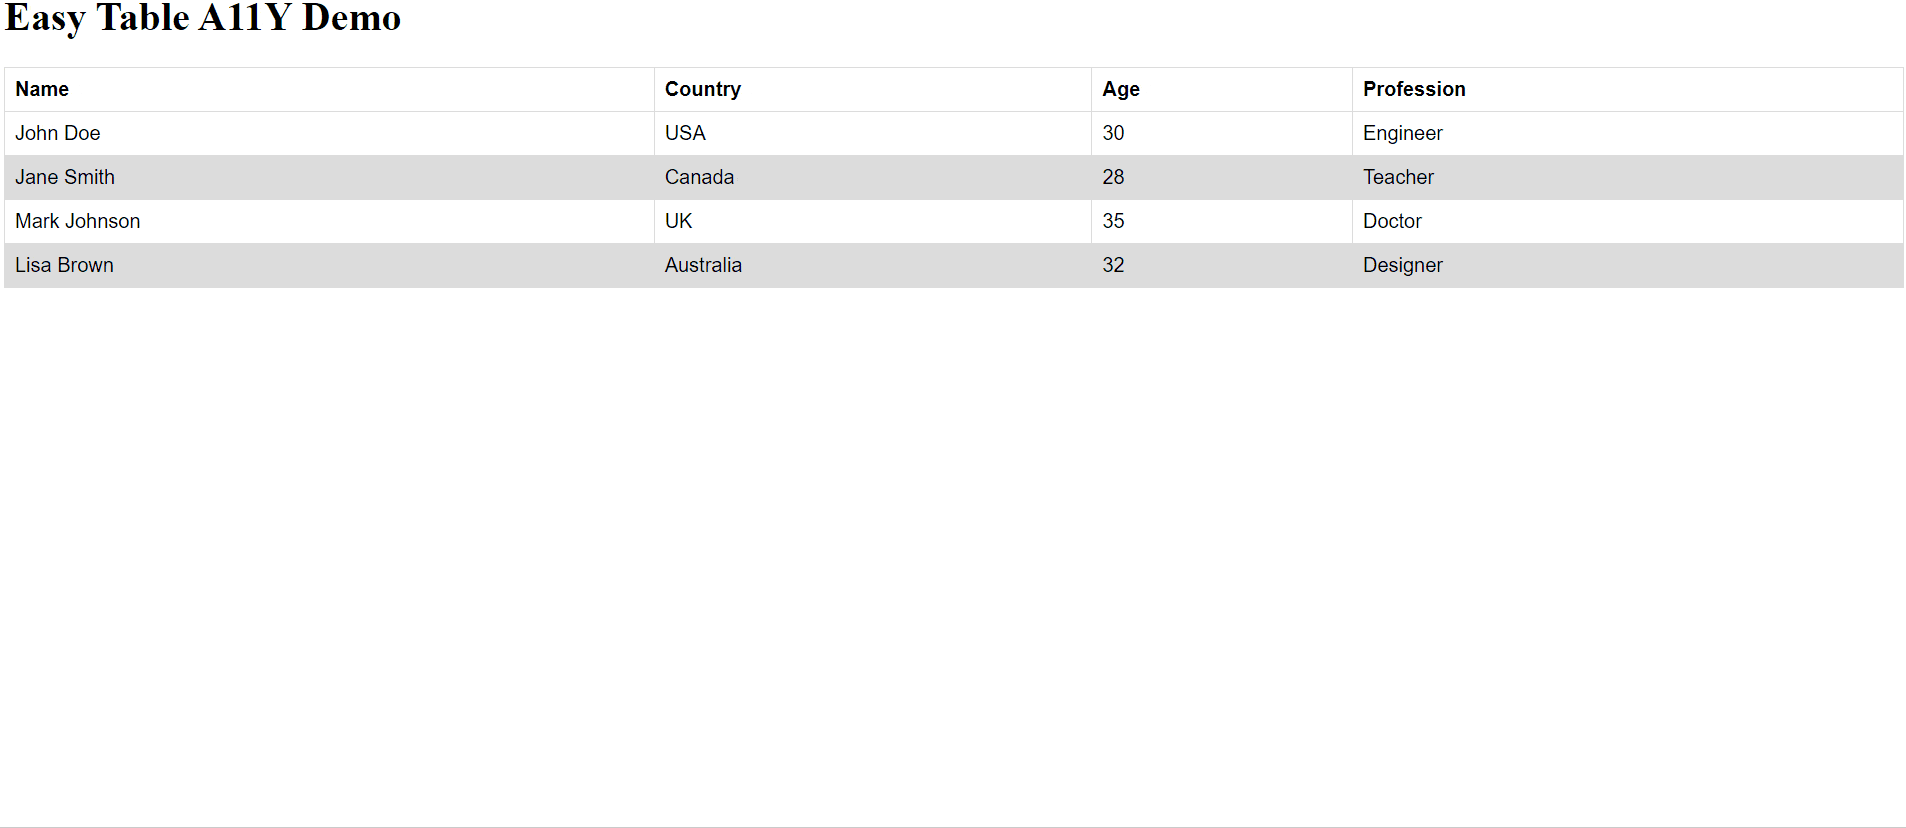 Easy Table A11Y Demo
Name Country Age Profession
John Doe USA 30 Engineer
Jane Smith Canada 28 Teacher
Mark Johnson UK 35 Doctor
Lisa Brown Australia 32 Designer